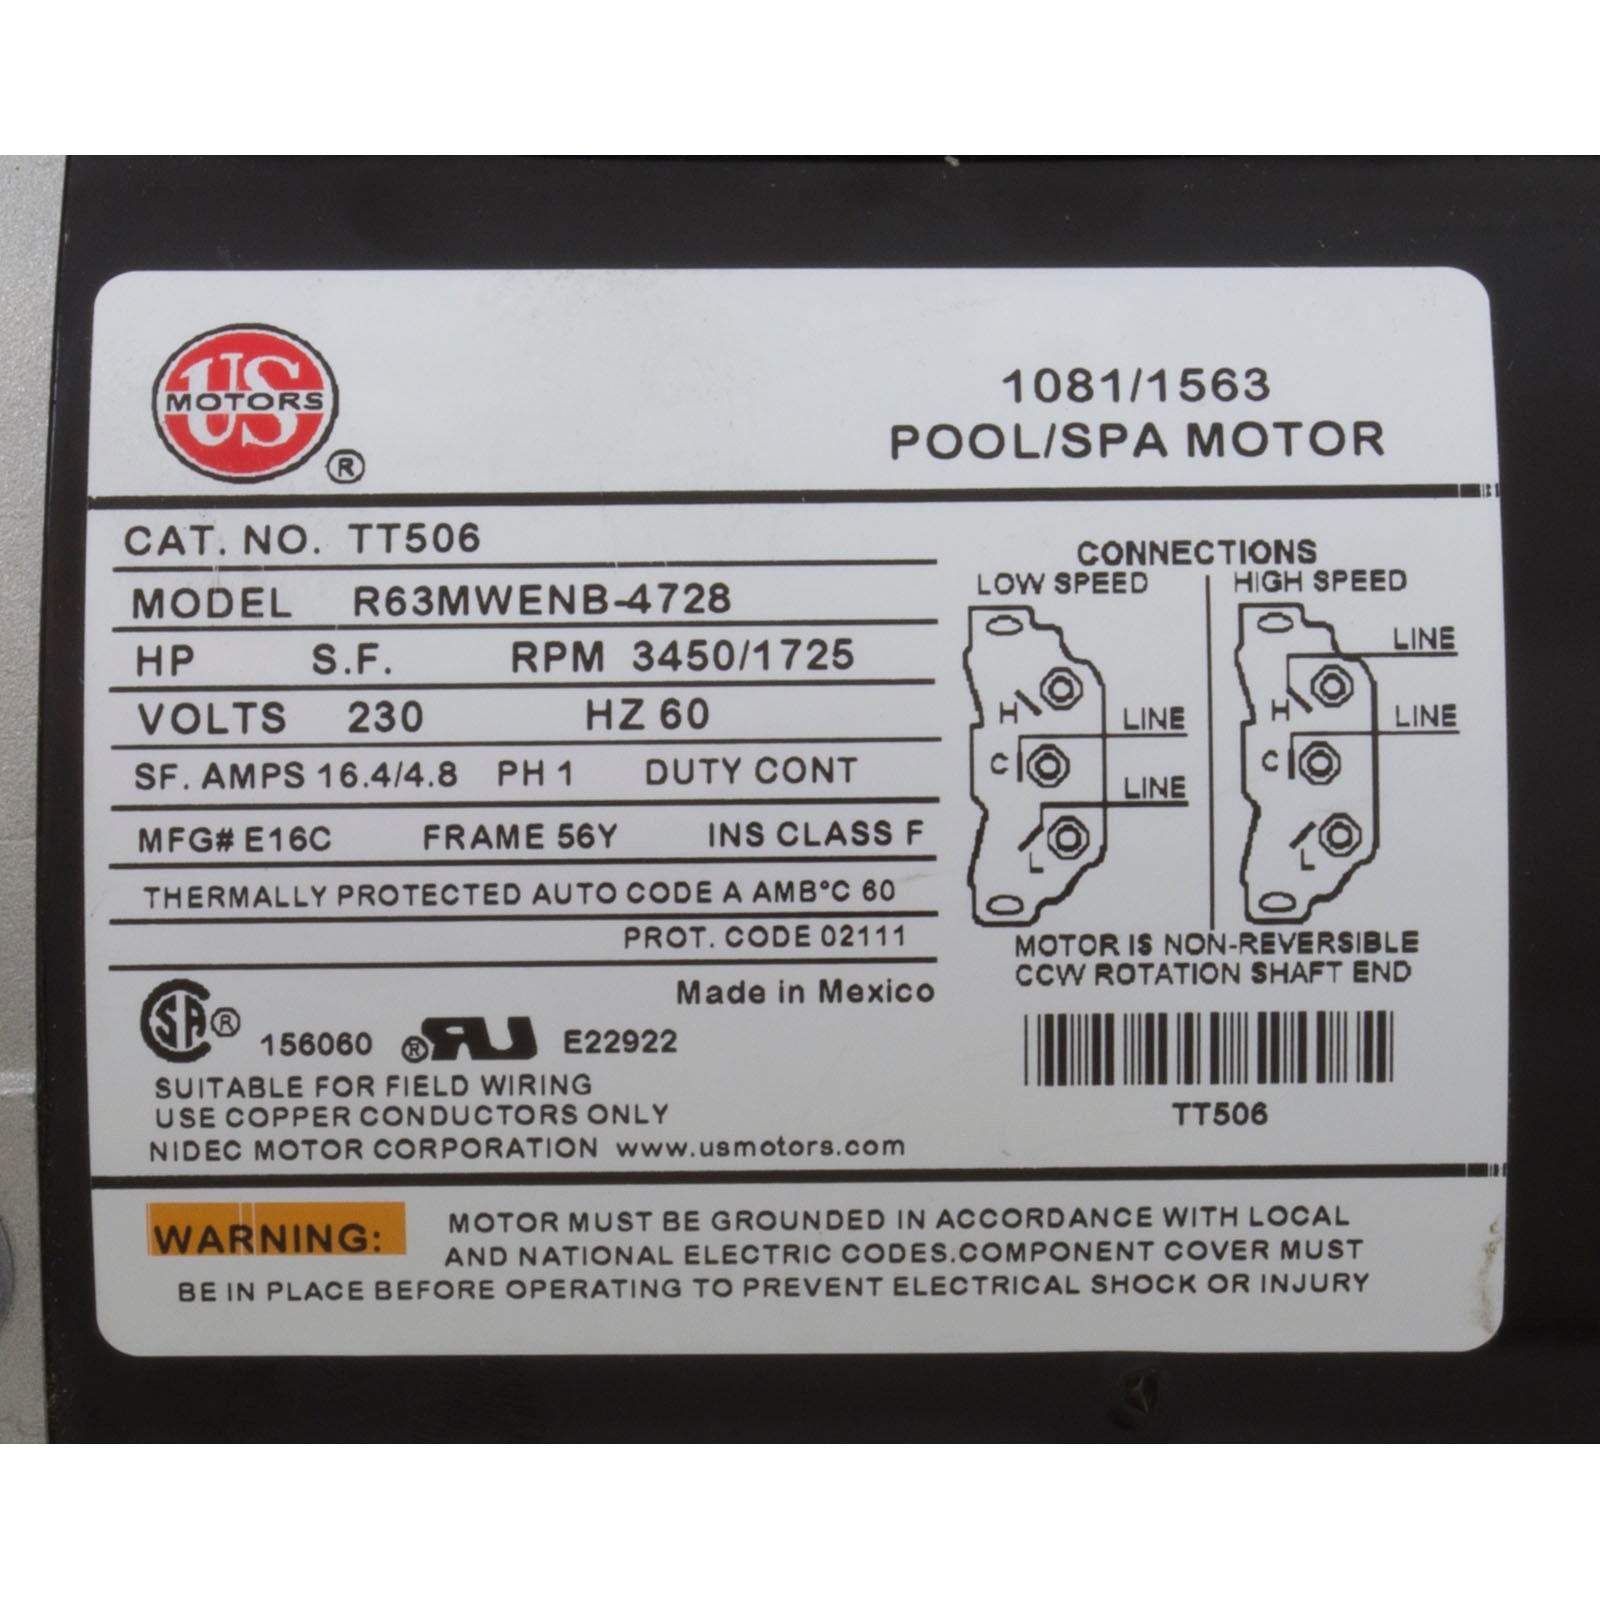 US
MOTORS
®
1081/1563
POOL/SPA MOTOR
CAT. NO. TT506
MODEL R63MWENB-4728
HP S.F. RPM 3450/1725
VOLTS 230 HZ 60
SF. AMPS 16.4/4.8 PH 1 DUTY CONT
MFG# E16C FRAME 56Y INS CLASS F
THERMALLY PROTECTED AUTO CODE A AMB°C 60
PROT. CODE 02111
Made in Mexico
SA ® 156060 ® RU E22922
SUITABLE FOR FIELD WIRING
USE COPPER CONDUCTORS ONLY
NIDEC MOTOR CORPORATION www.usmotors.com
CONNECTIONS
LOW SPEED
H
C
L
LINE
LINE
HIGH SPEED
LINE
H
LINE
C
L
MOTOR IS NON-REVERSIBLE
CCW ROTATION SHAFT END
TT506
WARNING: MOTOR MUST BE GROUNDED IN ACCORDANCE WITH LOCAL
AND NATIONAL ELECTRIC CODES.COMPONENT COVER MUST
BE IN PLACE BEFORE OPERATING TO PREVENT ELECTRICAL SHOCK OR INJURY